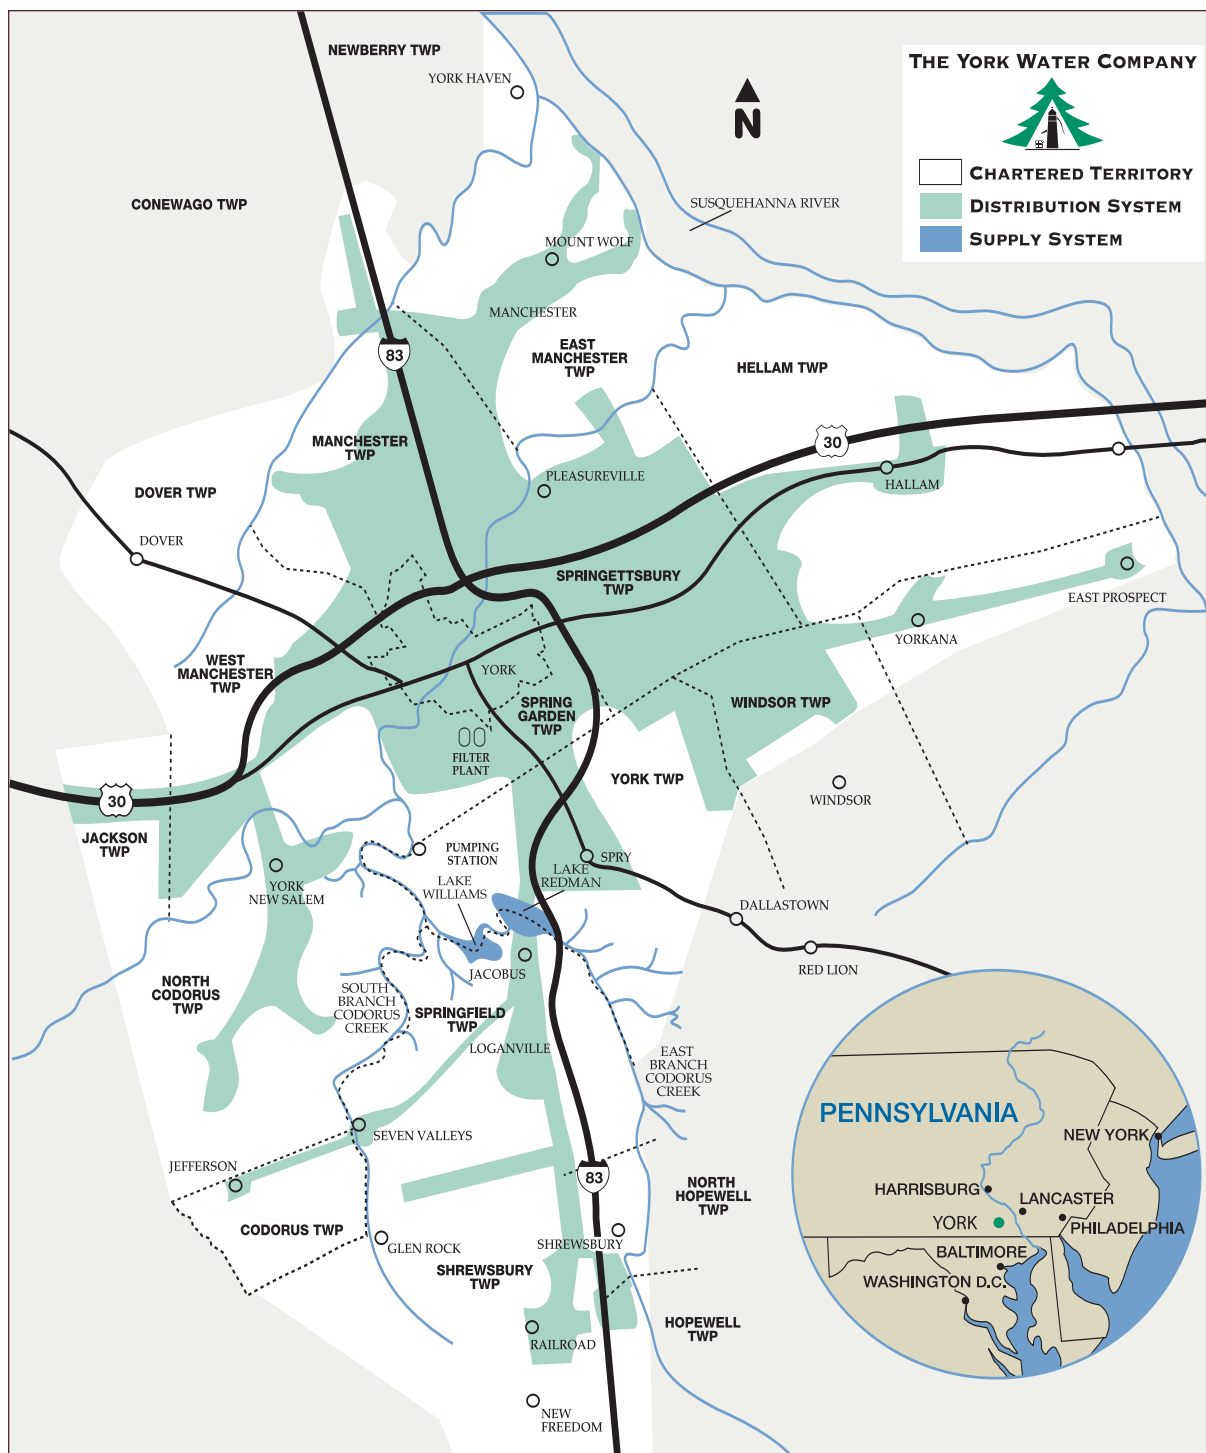 NEWBERRY TWP
YORK HAVEN
N
THE YORK WATER COMPANY
CHARTERED TERRITORY
DISTRIBUTION SYSTEM
SUPPLY SYSTEM
CONEWAGO TWP
SUSQUEHANNA RIVER
MOUNT WOLF
MANCHESTER
83
EAST
MANCHESTER
TWP
HELLAM TWP
MANCHESTER
TWP
30
PLEASUREVILLE
HALLAM
DOVER TWP
DOVER
SPRINGETTSBURY
TWP
EAST PROSPECT
YORKANA
WEST
MANCHESTER
TWP
YORK
SPRING
GARDEN
TWP
WINDSOR TWP
FILTER
PLANT
YORK TWP
WINDSOR
30
JACKSON
TWP
PUMPING
STATION
SPRY
YORK
NEW SALEM
LAKE
WILLIAMS
LAKE
REDMAN
DALLASTOWN
RED LION
JACOBUS
NORTH
CODORUS
TWP
SOUTH
BRANCH
CODORUS
CREEK
SPRINGFIELD
TWP
LOGANVILLE
EAST
BRANCH
CODORUS
CREEK
SEVEN VALLEYS
JEFFERSON
83
NORTH
HOPEWELL
TWP
CODORUS TWP
GLEN ROCK
SHREWSBURY
SHREWSBURY
TWP
HOPEWELL
TWP
RAILROAD
NEW
FREEDOM
PENNSYLVANIA
NEW YORK
HARRISBURG
LANCASTER
YORK
PHILADELPHIA
BALTIMORE
WASHINGTON D.C.